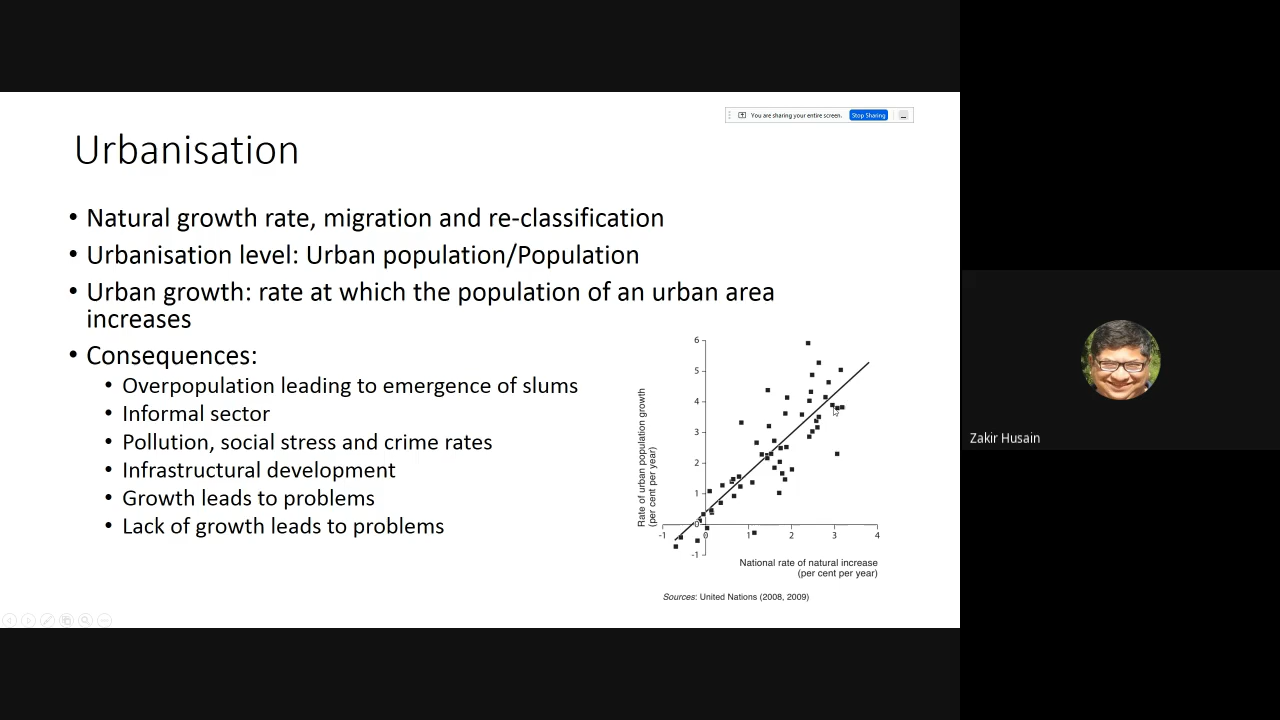 You are sharing your entire screen. Stop Sharing
Urbanisation
• Natural growth rate, migration and re-classification
• Urbanisation level: Urban population/Population
• Urban growth: rate at which the population of an urban area
increases
• Consequences:
• Overpopulation leading to emergence of slums
• Informal sector
• Pollution, social stress and crime rates
• Infrastructural development
• Growth leads to problems
• Lack of growth leads to problems
Rate of urban population growth
(per cent per year)
6
5
4
3
2
1
0
-1
-1 0 1 2 3 4
National rate of natural increase
(per cent per year)
Sources: United Nations (2008, 2009)
Zakir Husain